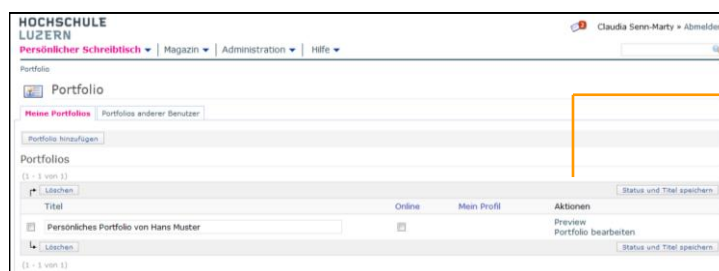 HOCHSCHULE
LUZERN
2 Claudia Senn-Marty » Abmelden
Persönlicher Schreibtisch Magazin Administration Hilfe
Portfolio
Portfolio
Meine Portfolios Portfolios anderer Benutzer
Portfolio hinzufügen
Portfolios
(1 - 1 von 1)
Löschen Status und Titel speichern
Titel Online Mein Profil Aktionen
Persönliches Portfolio von Hans Muster Preview
Portfolio bearbeiten
Löschen Status und Titel speichern
(1 - 1 von 1)